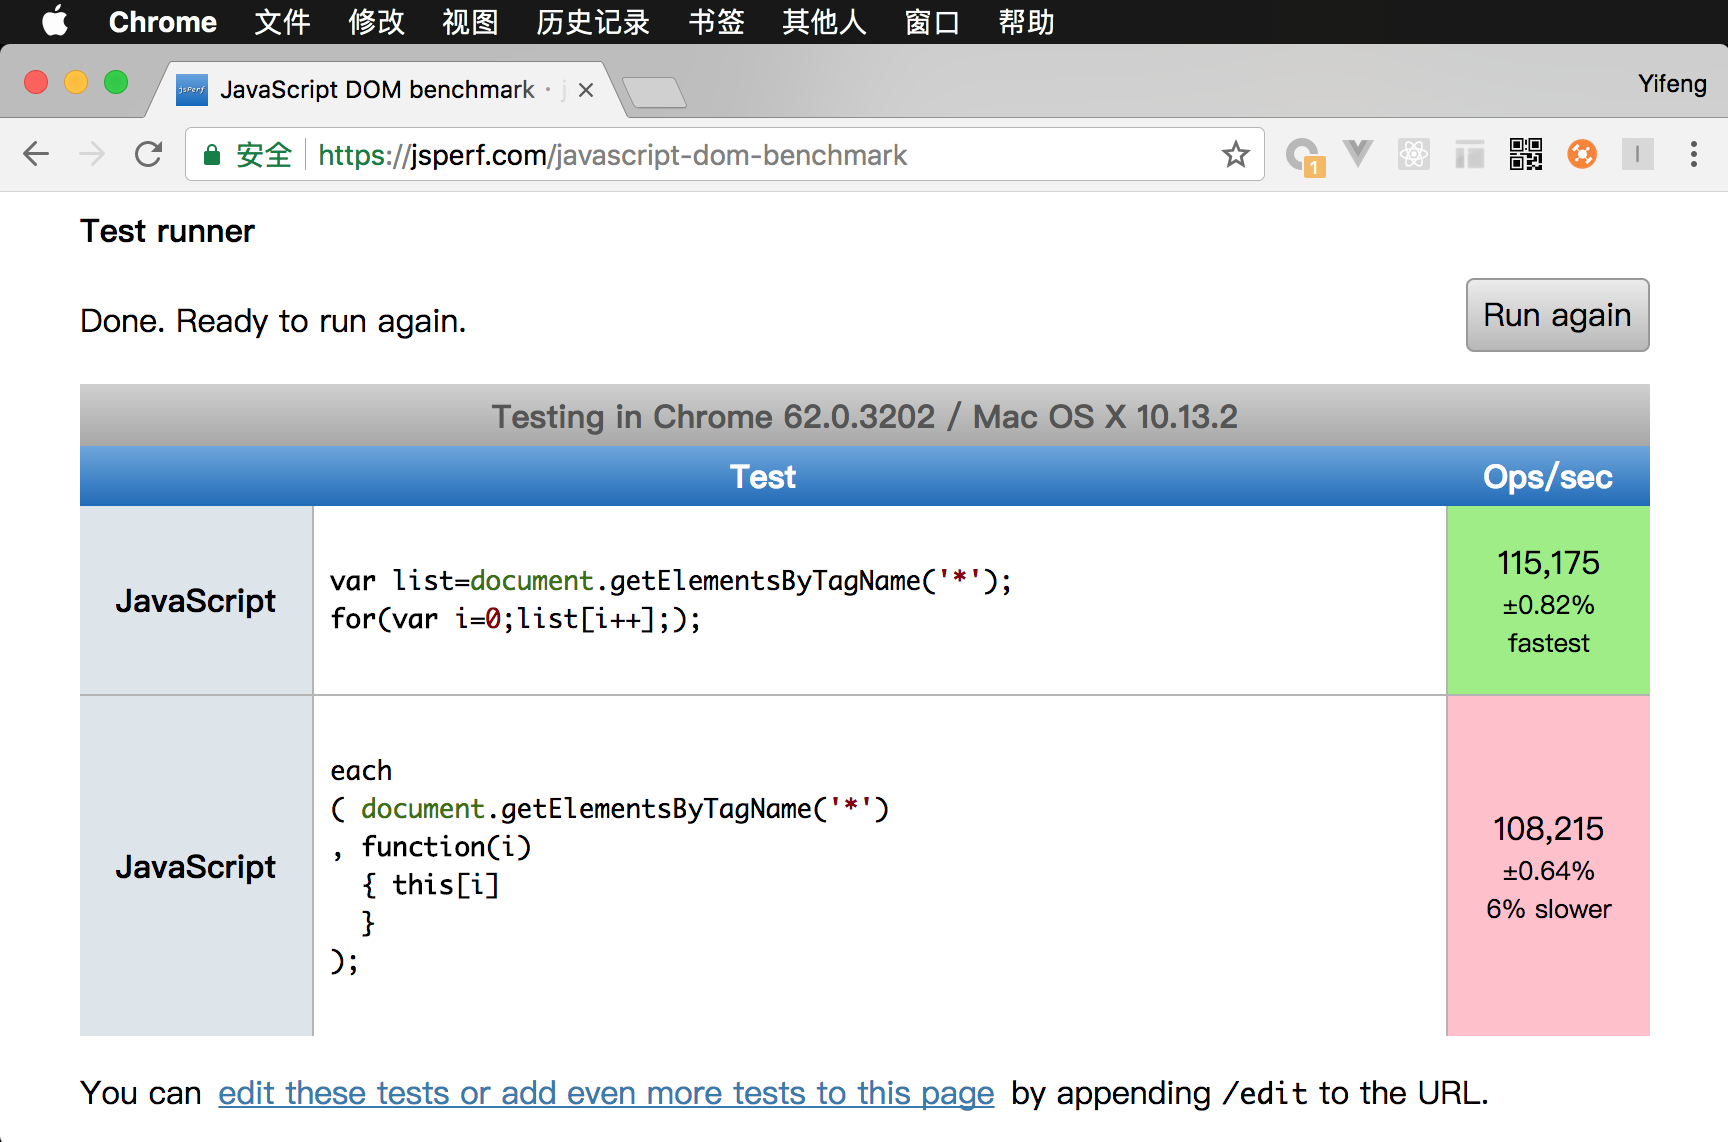 Chrome 文件 修改 视图 历史记录 书签 其他人 窗口 帮助
jsPerf JavaScript DOM benchmark · j
Yifeng
安全 https://jsperf.com/javascript-dom-benchmark
1
Test runner
Done. Ready to run again.
Run again
Testing in Chrome 62.0.3202 / Mac OS X 10.13.2
Test Ops/sec
JavaScript
var list=document.getElementsByTagName('*');
for(var i=0;list[i++];);
115,175
±0.82%
fastest
JavaScript
each
( document.getElementsByTagName('*')
, function(i)
{ this[i]
}
);
108,215
±0.64%
6% slower
You can edit these tests or add even more tests to this page by appending /edit to the URL.